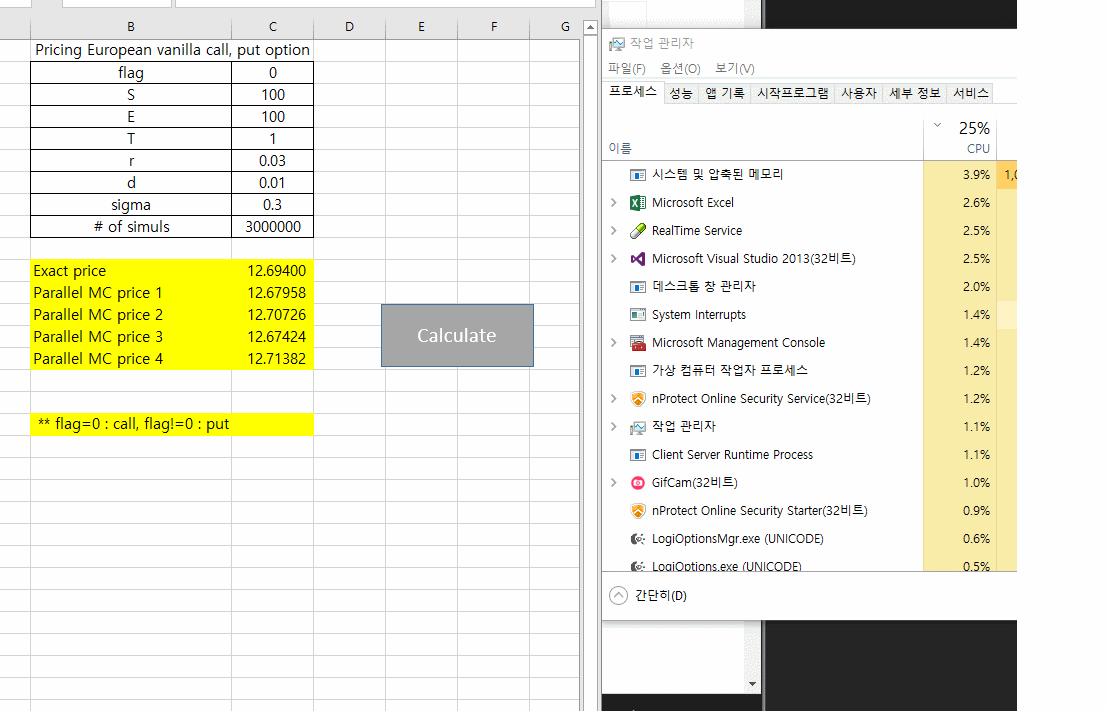 B C D E F G
Pricing European vanilla call, put option
flag 0
S 100
E 100
T 1
r 0.03
d 0.01
sigma 0.3
# of simuls 3000000
Exact price 12.69400
Parallel MC price 1 12.67958
Parallel MC price 2 12.70726
Parallel MC price 3 12.67424
Parallel MC price 4 12.71382
Calculate
** flag=0 : call, flag!=0 : put
작업 관리자
파일(F) 옵션(O) 보기(V)
프로세스 성능 앱 기록 시작프로그램 사용자 세부 정보 서비스
25%
이름 CPU
시스템 및 압축된 메모리 3.9%
Microsoft Excel 2.6%
RealTime Service 2.5%
Microsoft Visual Studio 2013(32비트) 2.5%
데스크톱 창 관리자 2.0%
System Interrupts 1.4%
Microsoft Management Console 1.4%
가상 컴퓨터 작업자 프로세스 1.2%
nProtect Online Security Service(32비트) 1.2%
작업 관리자 1.1%
Client Server Runtime Process 1.1%
GifCam(32비트) 1.0%
nProtect Online Security Starter(32비트) 0.9%
LogiOptionsMgr.exe (UNICODE) 0.6%
LogiOptions.exe (UNICODE) 0.5%
간단히(D)